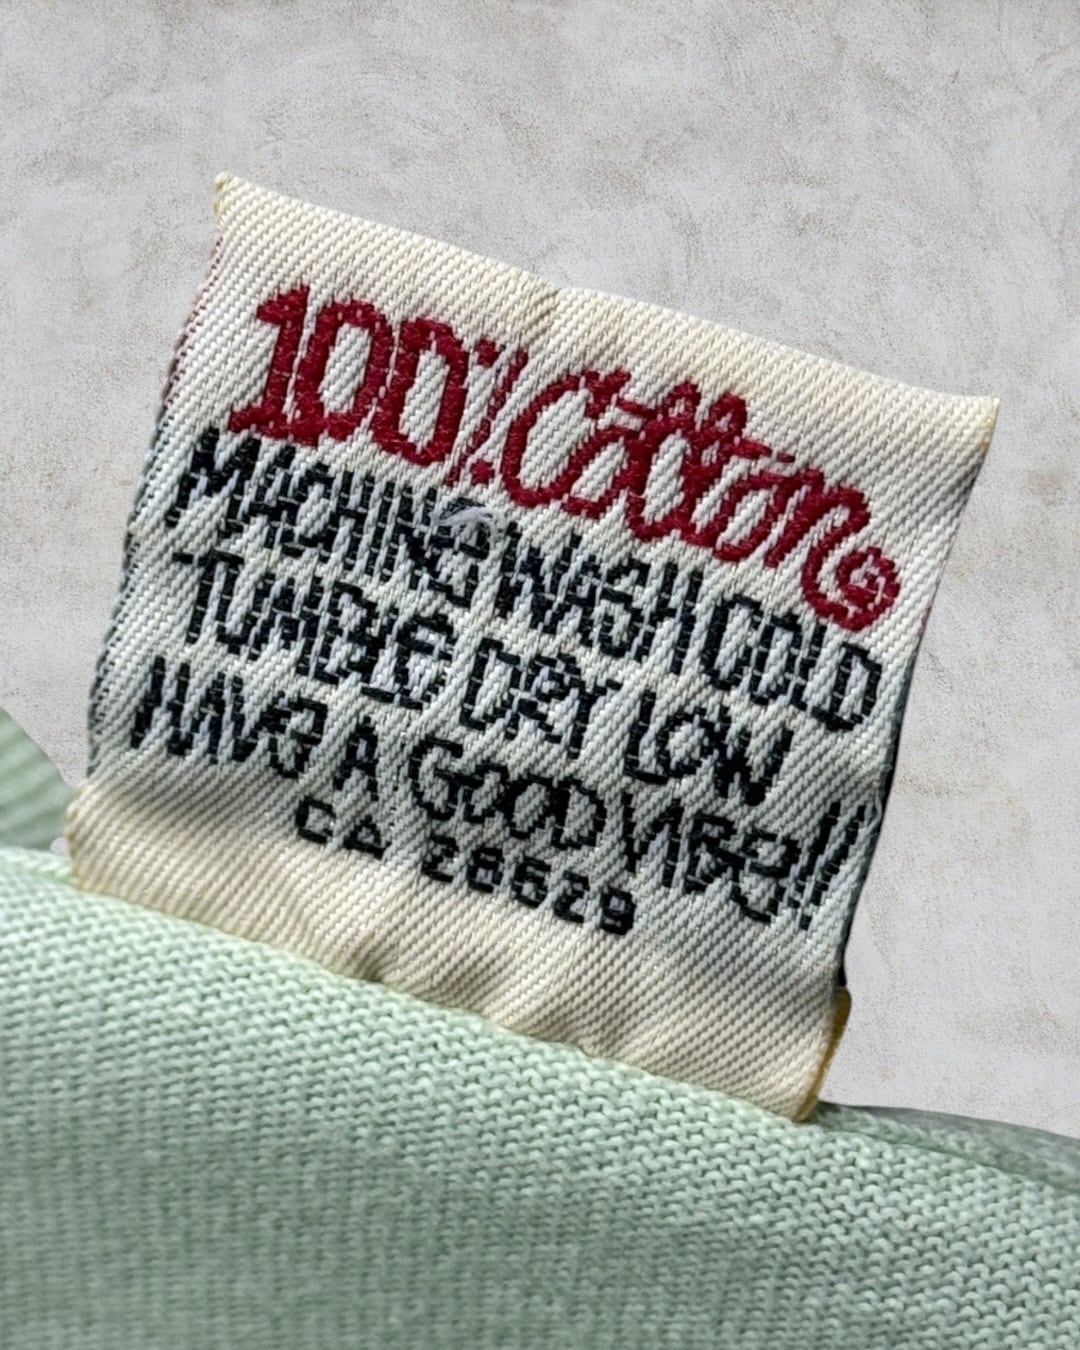 100% Cotton
MACHINE WASH COLD
TUMBLE DRY LOW
HAVE A GOOD VIBE!!
CA 28629